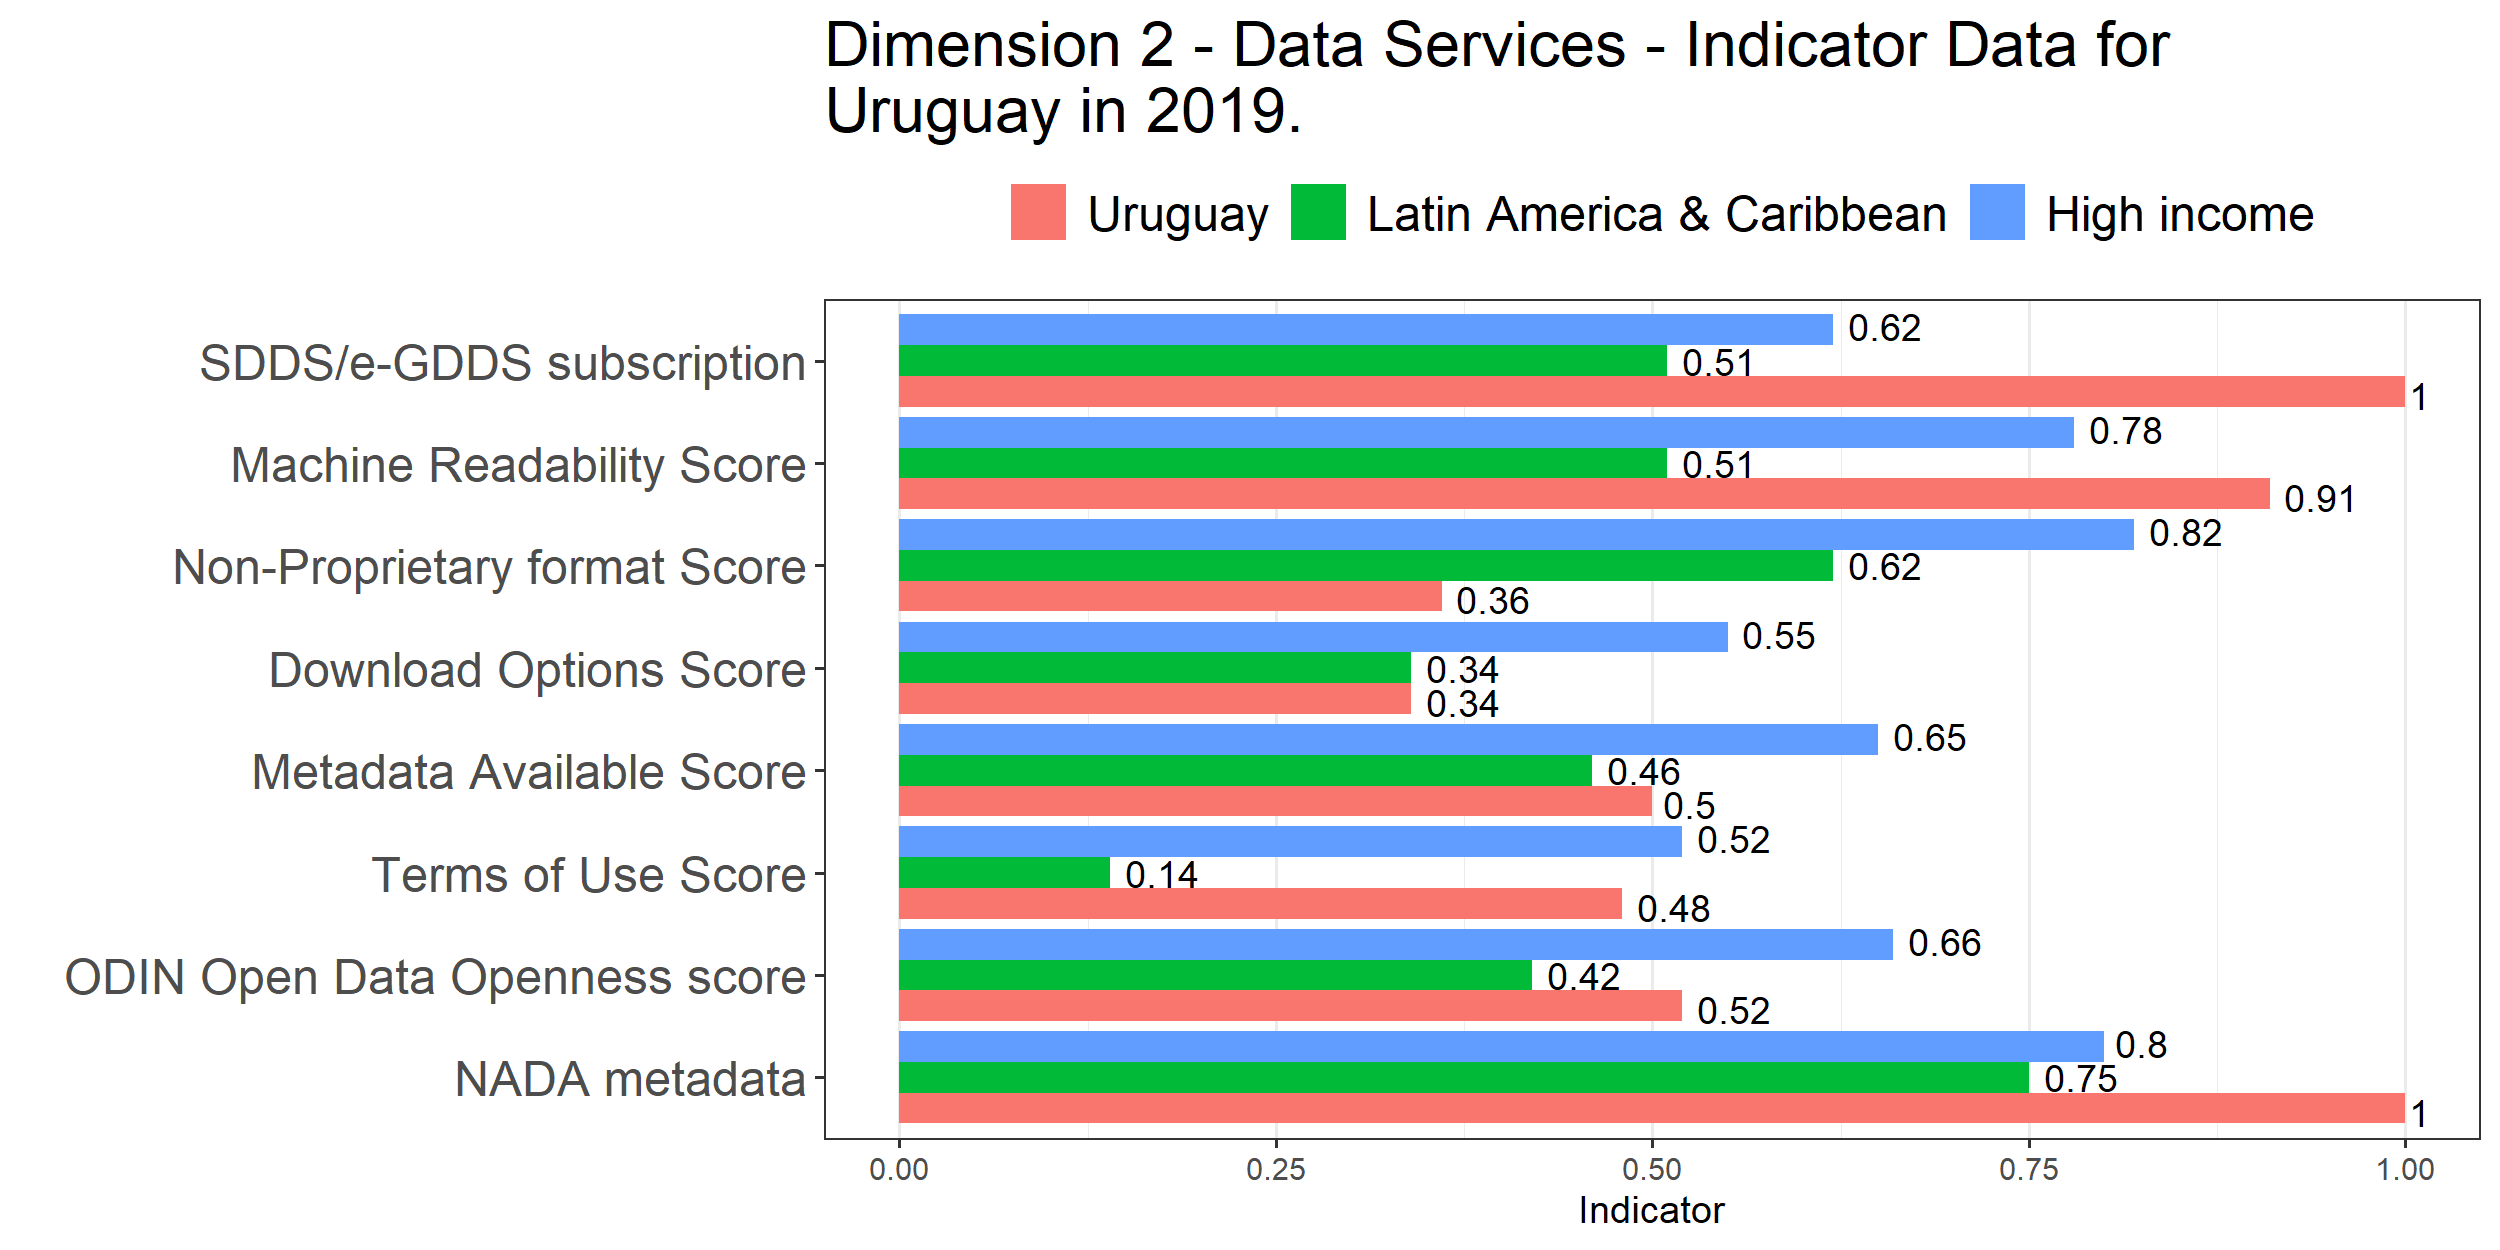 Dimension 2 - Data Services - Indicator Data for
Uruguay in 2019.
Uruguay Latin America & Caribbean High income
SDDS/e-GDDS subscription
0.62
0.51
1
Machine Readability Score
0.78
0.51
0.91
Non-Proprietary format Score
0.82
0.62
0.36
Download Options Score
0.55
0.34
0.34
Metadata Available Score
0.65
0.46
0.5
Terms of Use Score
0.52
0.14
0.48
ODIN Open Data Openness score
0.66
0.42
0.52
NADA metadata
0.8
0.75
1
0.00 0.25 0.50 0.75 1.00
Indicator